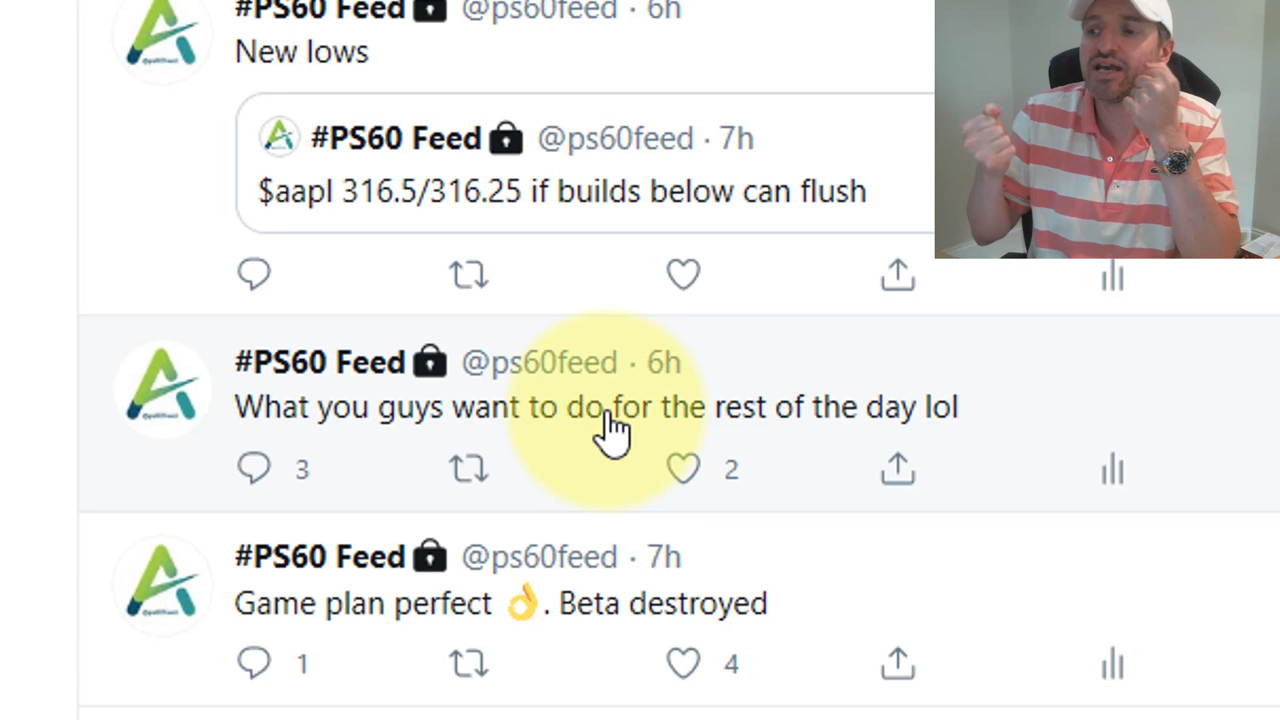 #PS60 Feed @ps60feed · 6h
New lows
#PS60 Feed @ps60feed · 7h
$aapl 316.5/316.25 if builds below can flush
#PS60 Feed @ps60feed · 6h
What you guys want to do for the rest of the day lol
3 2
#PS60 Feed @ps60feed · 7h
Game plan perfect 👌. Beta destroyed
1 4